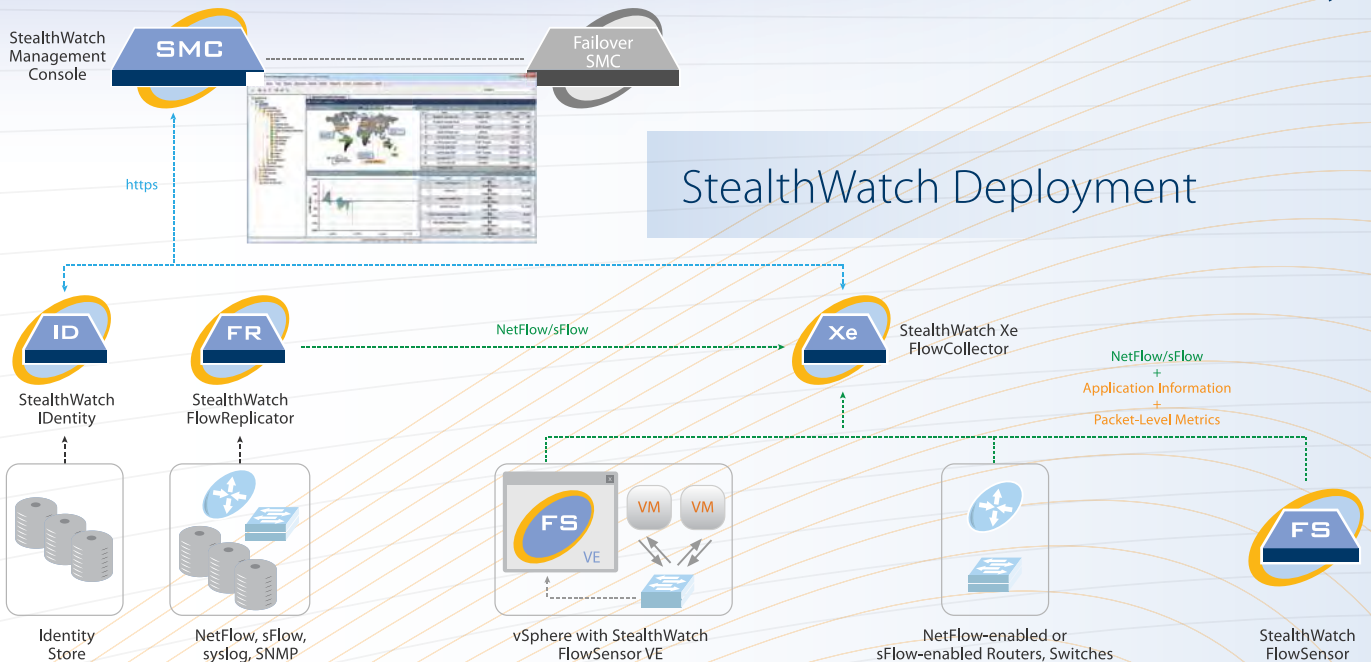 StealthWatch
Management
Console
SMC
Failover
SMC
https
StealthWatch Deployment
ID
FR
NetFlow/sFlow
Xe
StealthWatch Xe
FlowCollector
NetFlow/sFlow
+
Application Information
+
Packet-Level Metrics
StealthWatch
IDentity
StealthWatch
FlowReplicator
FS
VE
VM
VM
FS
Identity
Store
NetFlow, sFlow,
syslog, SNMP
vSphere with StealthWatch
FlowSensor VE
NetFlow-enabled or
sFlow-enabled Routers, Switches
StealthWatch
FlowSensor